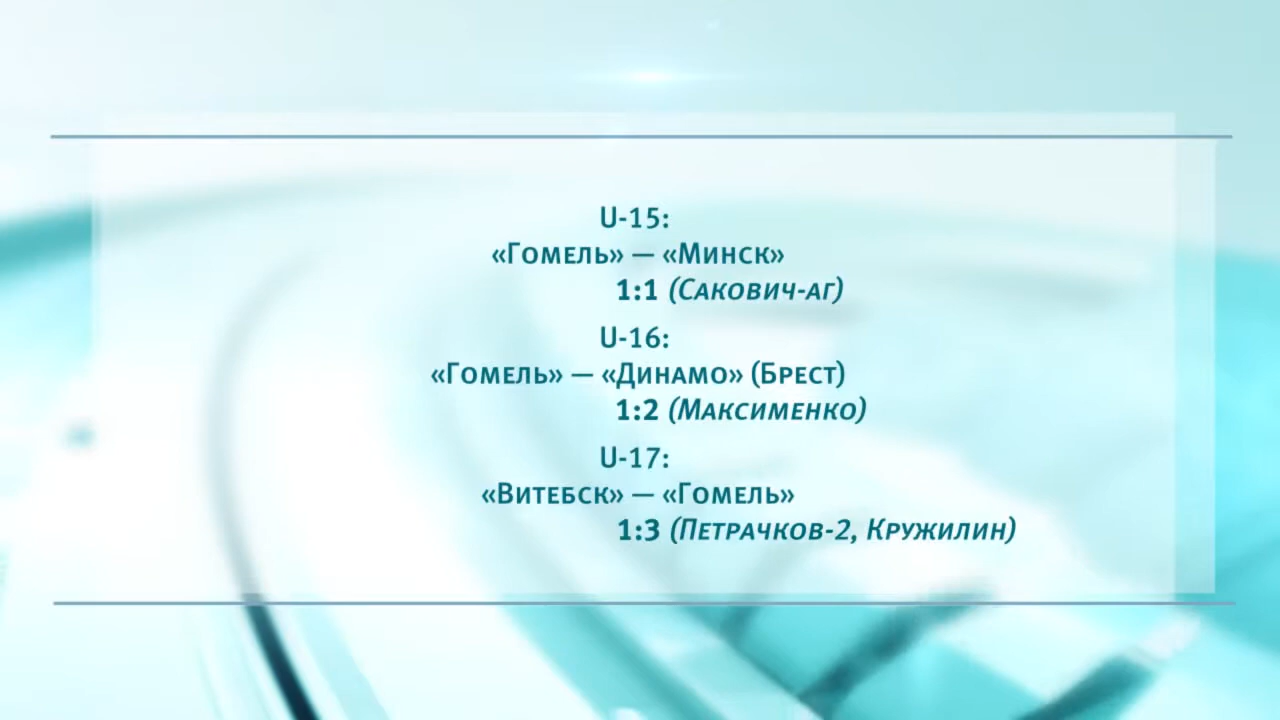 U-15:
«Гомель» — «Минск»
1:1 (Сакович-аг)
U-16:
«Гомель» — «Динамо» (Брест)
1:2 (Максименко)
U-17:
«Витебск» — «Гомель»
1:3 (Петрачков-2, Кружилин)